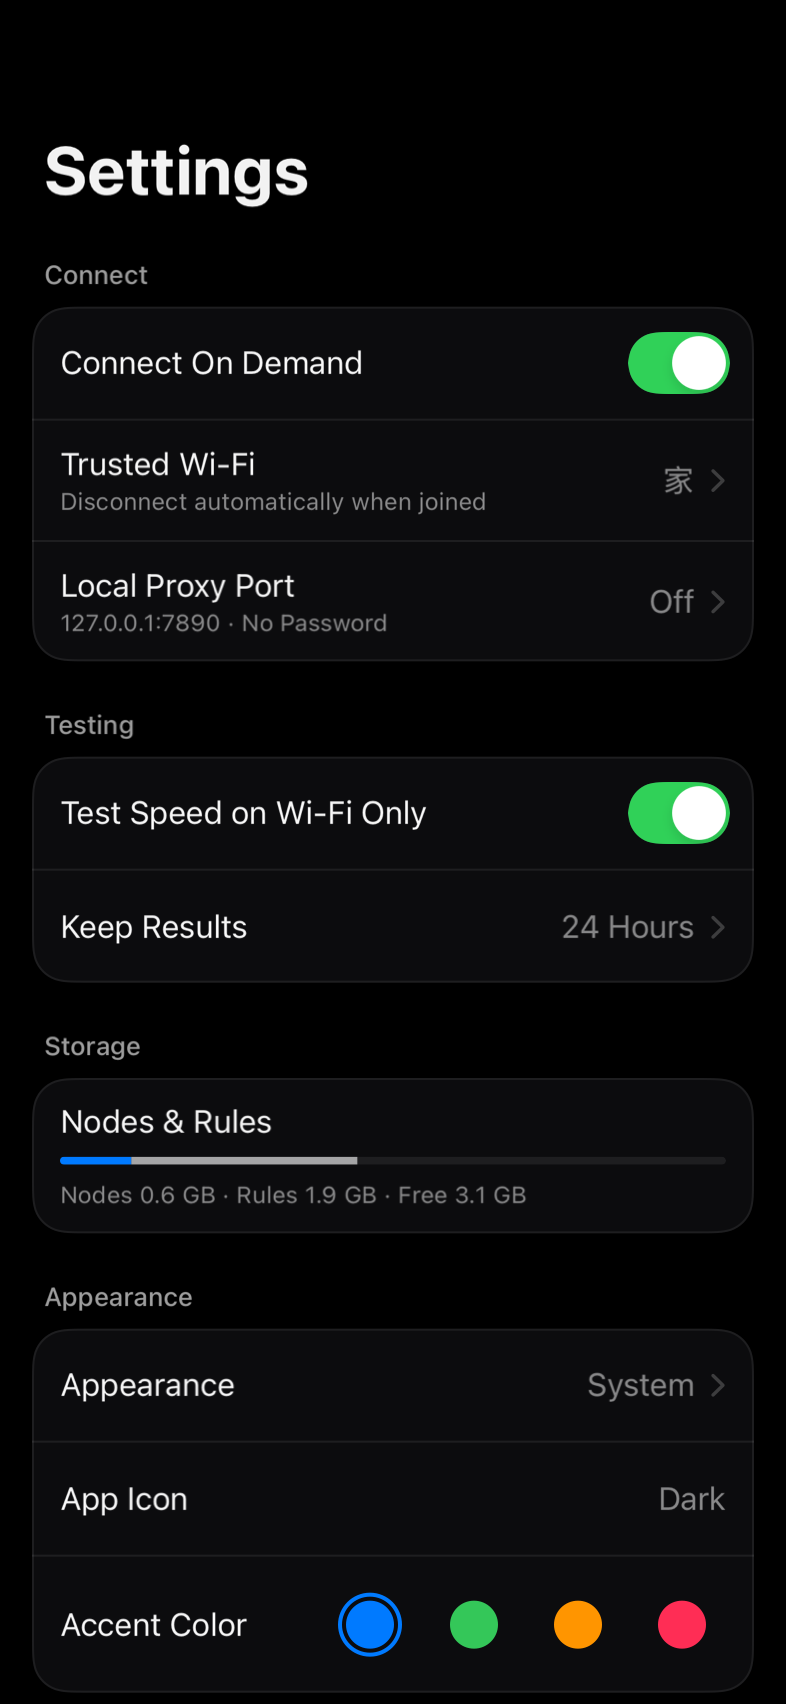 Settings
Connect
Connect On Demand
Trusted Wi-Fi
Disconnect automatically when joined
家
Local Proxy Port
127.0.0.1:7890 · No Password
Off
Testing
Test Speed on Wi-Fi Only
Keep Results
24 Hours
Storage
Nodes & Rules
Nodes 0.6 GB · Rules 1.9 GB · Free 3.1 GB
Appearance
Appearance
System
App Icon
Dark
Accent Color